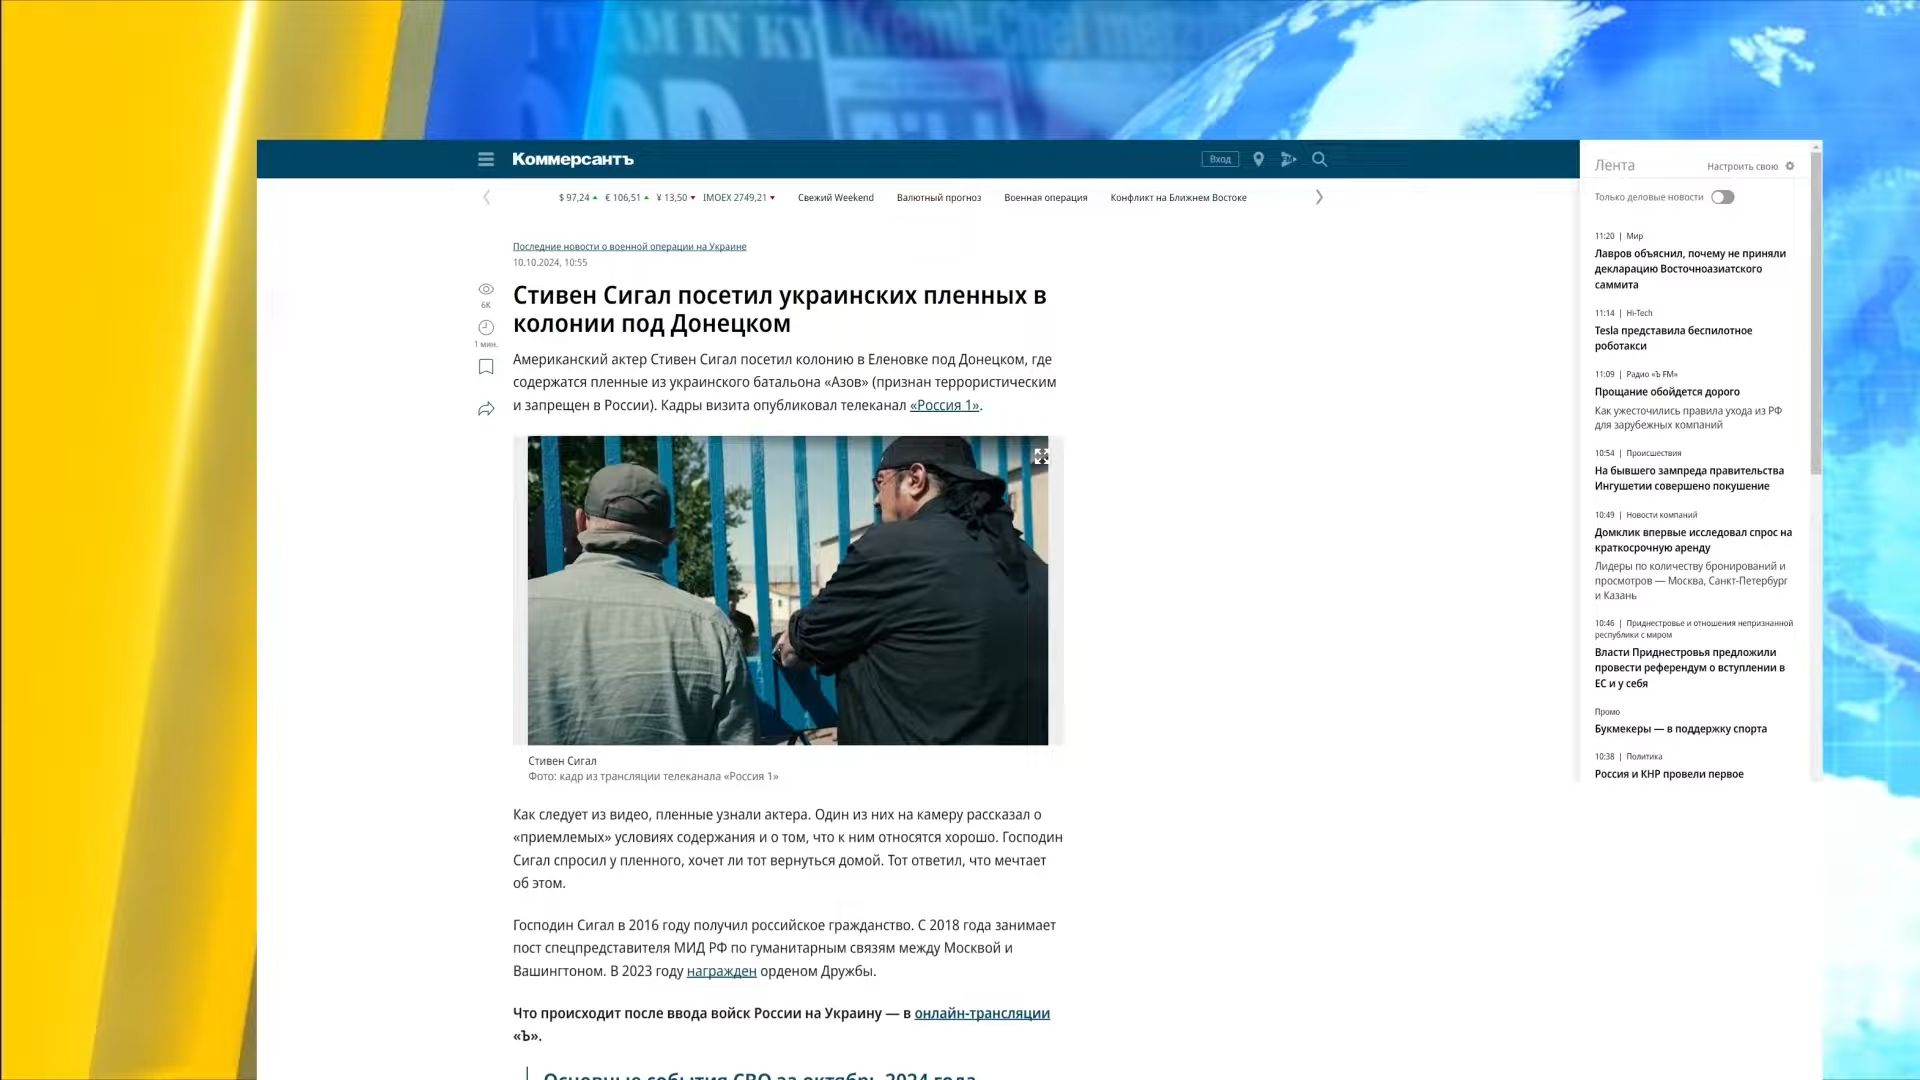 TEAM IN KY
Kreml-Chef
Bild
Коммерсантъ
Вход
$ 97,24 € 106,51 ¥ 13,50 IMOEX 2749,21 Свежий Weekend Валютный прогноз Военная операция Конфликт на Ближнем Востоке
Последние новости о военной операции на Украине
10.10.2024, 10:55
6K
1 мин.
Стивен Сигал посетил украинских пленных в
колонии под Донецком
Американский актер Стивен Сигал посетил колонию в Еленовке под Донецком, где
содержатся пленные из украинского батальона «Азов» (признан террористическим
и запрещен в России). Кадры визита опубликовал телеканал «Россия 1».
Стивен Сигал
Фото: кадр из трансляции телеканала «Россия 1»
Как следует из видео, пленные узнали актера. Один из них на камеру рассказал о
«приемлемых» условиях содержания и о том, что к ним относятся хорошо. Господин
Сигал спросил у пленного, хочет ли тот вернуться домой. Тот ответил, что мечтает
об этом.
Господин Сигал в 2016 году получил российское гражданство. С 2018 года занимает
пост спецпредставителя МИД РФ по гуманитарным связям между Москвой и
Вашингтоном. В 2023 году награжден орденом Дружбы.
Что происходит после ввода войск России на Украину — в онлайн-трансляции
«Ъ».
Основные события СВО за октябрь 2024 года
Лента
Настроить свою
Только деловые новости
11:20 | Мир
Лавров объяснил, почему не приняли
декларацию Восточноазиатского
саммита
11:14 | Hi-Tech
Tesla представила беспилотное
роботакси
11:09 | Радио «Ъ FM»
Прощание обойдется дорого
Как ужесточились правила ухода из РФ
для зарубежных компаний
10:54 | Происшествия
На бывшего зампреда правительства
Ингушетии совершено покушение
10:49 | Новости компаний
Домклик впервые исследовал спрос на
краткосрочную аренду
Лидеры по количеству бронирований и
просмотров — Москва, Санкт-Петербург
и Казань
10:46 | Приднестровье и отношения непризнанной
республики с миром
Власти Приднестровья предложили
провести референдум о вступлении в
ЕС и у себя
Промо
Букмекеры — в поддержку спорта
10:38 | Политика
Россия и КНР провели первое